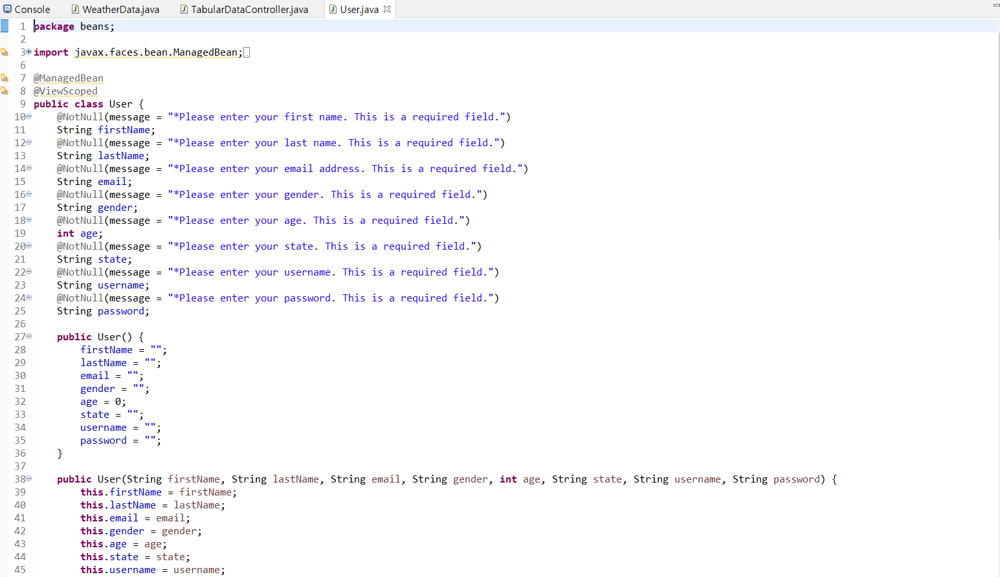 Console WeatherData.java TabularDataController.java User.java
1 package beans;
2
3 import javax.faces.bean.ManagedBean;
6
7 @ManagedBean
8 @ViewScoped
9 public class User {
10 @NotNull(message = "*Please enter your first name. This is a required field.")
11 String firstName;
12 @NotNull(message = "*Please enter your last name. This is a required field.")
13 String lastName;
14 @NotNull(message = "*Please enter your email address. This is a required field.")
15 String email;
16 @NotNull(message = "*Please enter your gender. This is a required field.")
17 String gender;
18 @NotNull(message = "*Please enter your age. This is a required field.")
19 int age;
20 @NotNull(message = "*Please enter your state. This is a required field.")
21 String state;
22 @NotNull(message = "*Please enter your username. This is a required field.")
23 String username;
24 @NotNull(message = "*Please enter your password. This is a required field.")
25 String password;
26
27 public User() {
28 firstName = "";
29 lastName = "";
30 email = "";
31 gender = "";
32 age = 0;
33 state = "";
34 username = "";
35 password = "";
36 }
37
38 public User(String firstName, String lastName, String email, String gender, int age, String state, String username, String password) {
39 this.firstName = firstName;
40 this.lastName = lastName;
41 this.email = email;
42 this.gender = gender;
43 this.age = age;
44 this.state = state;
45 this.username = username;